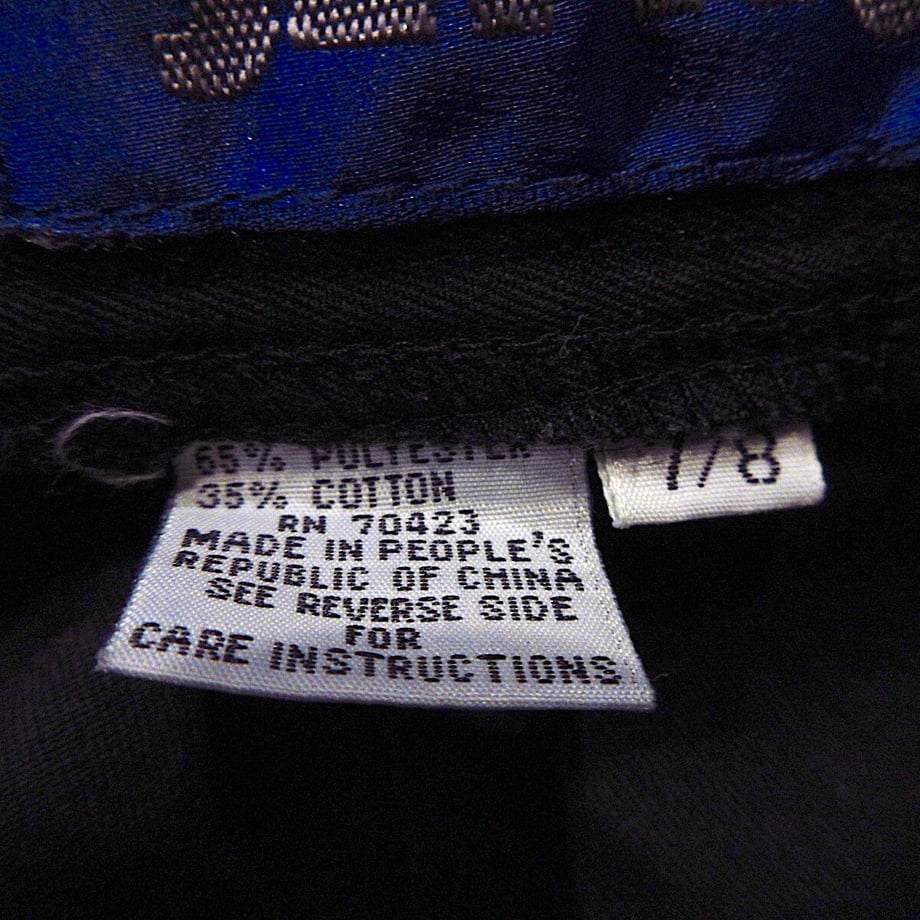 65% POLYESTER
35% COTTON
RN 70423
MADE IN PEOPLE'S
REPUBLIC OF CHINA
SEE REVERSE SIDE
FOR
CARE INSTRUCTIONS
7/8